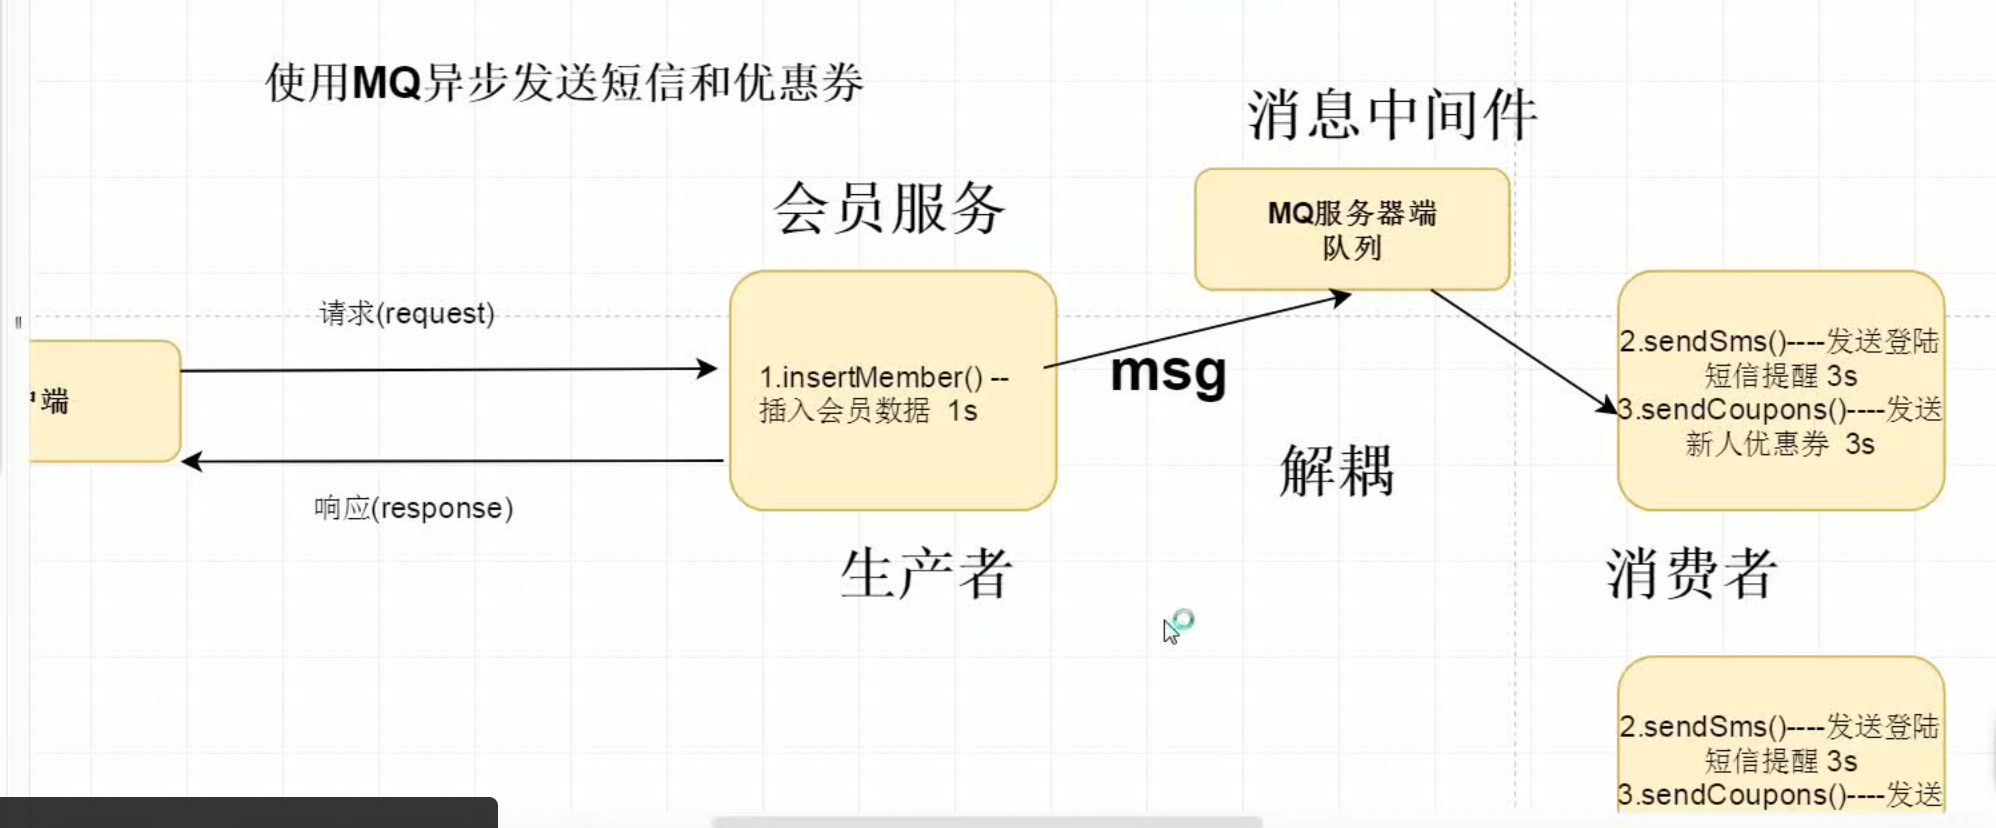 使用MQ异步发送短信和优惠券
消息中间件
会员服务
MQ服务器端
队列
请求(request)
端
响应(response)
1.insertMember() --
插入会员数据 1s
msg
解耦
2.sendSms()----发送登陆
短信提醒 3s
3.sendCoupons()----发送
新人优惠券 3s
生产者
消费者
2.sendSms()----发送登陆
短信提醒 3s
3.sendCoupons()----发送